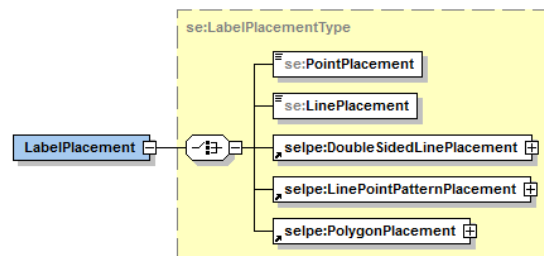 se:LabelPlacementType
se:PointPlacement
se:LinePlacement
LabelPlacement
selpe:DoubleSidedLinePlacement
selpe:LinePointPatternPlacement
selpe:PolygonPlacement